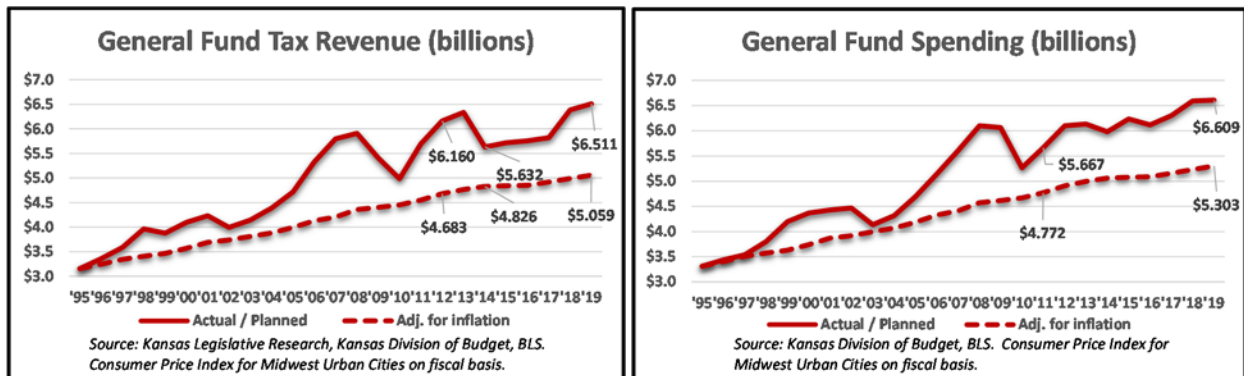 General Fund Tax Revenue (billions)
$7.0
$6.5
$6.0
$5.5
$5.0
$4.5
$4.0
$3.5
$3.0
$6.160
$5.632
$6.511
$4.683
$4.826
$5.059
'95 '96 '97 '98 '99 '00 '01 '02 '03 '04 '05 '06 '07 '08 '09 '10 '11 '12 '13 '14 '15 '16 '17 '18 '19
Actual / Planned Adj. for inflation
Source: Kansas Legislative Research, Kansas Division of Budget, BLS.
Consumer Price Index for Midwest Urban Cities on fiscal basis.
General Fund Spending (billions)
$7.0
$6.5
$6.0
$5.5
$5.0
$4.5
$4.0
$3.5
$3.0
$6.609
$5.667
$5.303
$4.772
'95 '96 '97 '98 '99 '00 '01 '02 '03 '04 '05 '06 '07 '08 '09 '10 '11 '12 '13 '14 '15 '16 '17 '18 '19
Actual / Planned Adj. for inflation
Source: Kansas Division of Budget, BLS. Consumer Price Index for
Midwest Urban Cities on fiscal basis.